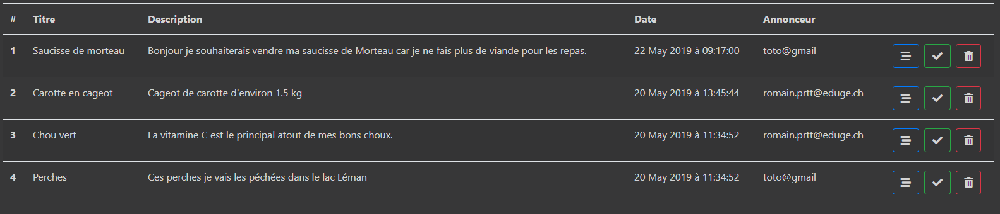 # Titre Description Date Annonceur
1 Saucisse de morteau Bonjour je souhaiterais vendre ma saucisse de Morteau car je ne fais plus de viande pour les repas. 22 May 2019 à 09:17:00 toto@gmail
2 Carotte en cageot Cageot de carotte d'environ 1.5 kg 20 May 2019 à 13:45:44 romain.prtt@eduge.ch
3 Chou vert La vitamine C est le principal atout de mes bons choux. 20 May 2019 à 11:34:52 romain.prtt@eduge.ch
4 Perches Ces perches je vais les péchées dans le lac Léman 20 May 2019 à 11:34:52 toto@gmail